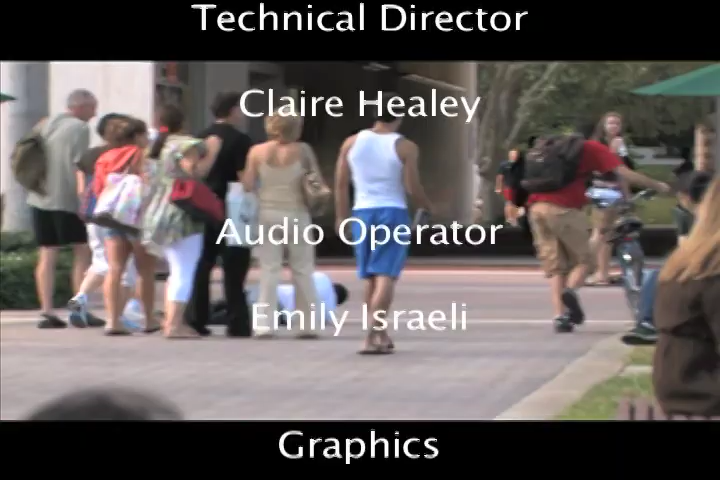 Technical Director
Claire Healey
Audio Operator
Emily Israeli
Graphics